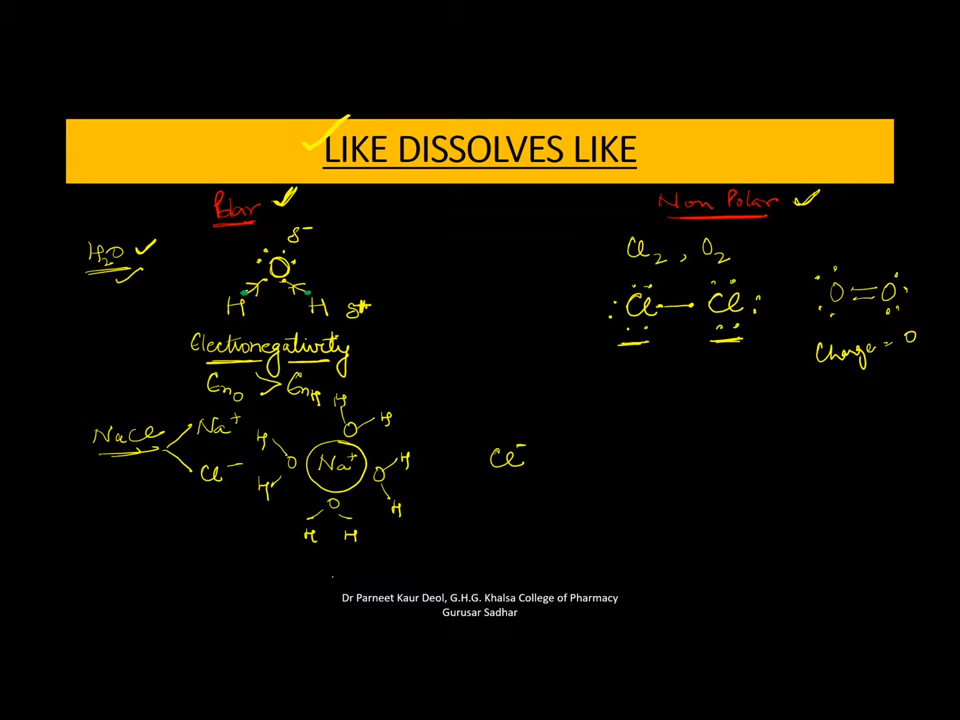 LIKE DISSOLVES LIKE
Polar
Non Polar
H2O
δ−
O
H H δ+
Cl2, O2
Cl—Cl
O=O
Charge = 0
Electronegativity
EnO > EnH
NaCl
Na+
Cl−
Na+
H O H
H O H
H O H
H O H
Cl−
Dr Parneet Kaur Deol, G.H.G. Khalsa College of Pharmacy
Gurusar Sadhar